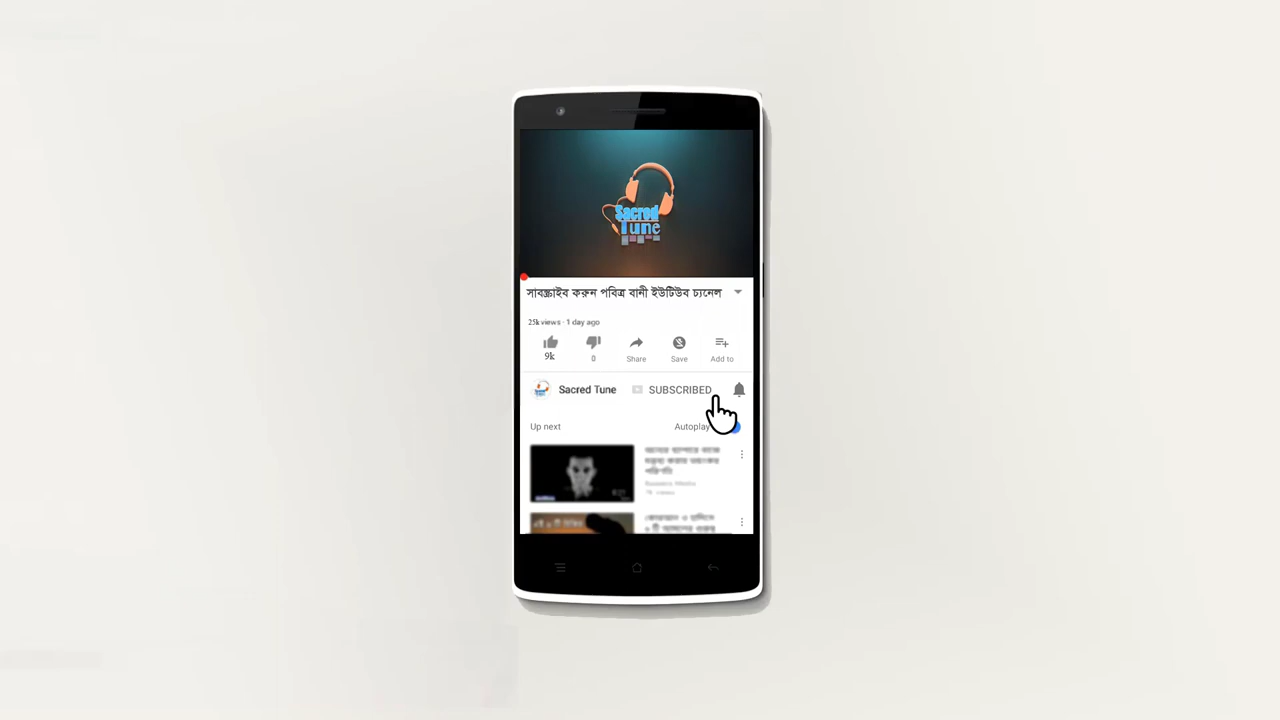 Sacred
Tune
সাবস্ক্রাইব করুন পবিত্র বানী ইউটিউব চ্যনেল
25k views · 1 day ago
9k
0
Share
Save
Add to
Sacred Tune
SUBSCRIBED
Up next
Autoplay